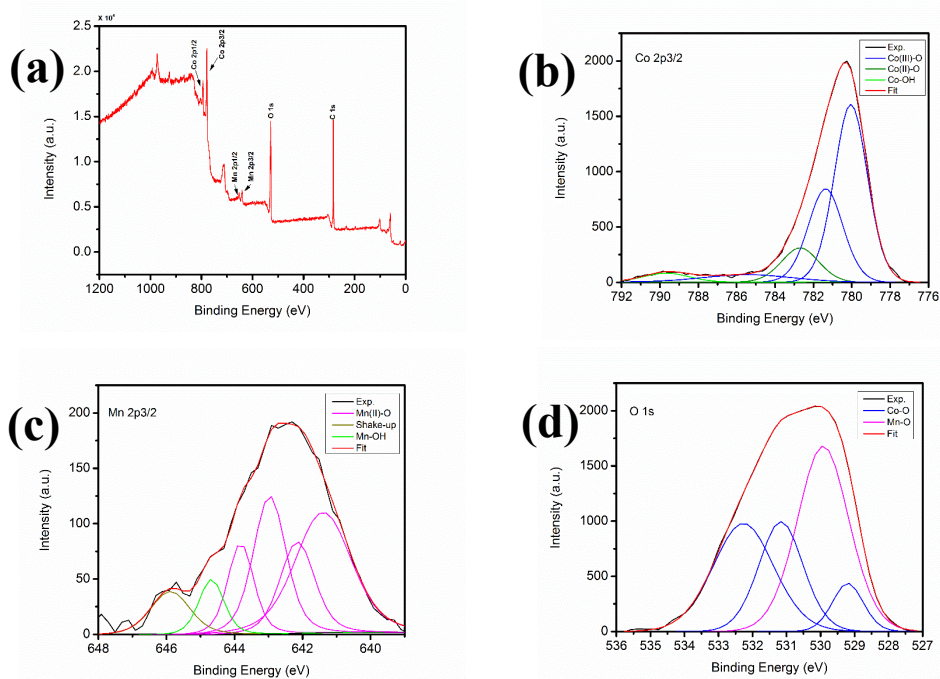 (a)
X 10⁴
2.5
2.0
1.5
1.0
0.5
0.0
Intensity (a.u.)
Co 2p1/2
Co 2p3/2
Mn 2p1/2
Mn 2p3/2
O 1s
C 1s
1200 1000 800 600 400 200 0
Binding Energy (eV)
(b)
Co 2p3/2
Exp.
Co(III)-O
Co(II)-O
Co-OH
Fit
2000
1500
1000
500
0
Intensity (a.u.)
792 790 788 786 784 782 780 778 776
Binding Energy (eV)
(c)
Mn 2p3/2
Exp.
Mn(II)-O
Shake-up
Mn-OH
Fit
200
150
100
50
0
Intensity (a.u.)
648 646 644 642 640
Binding Energy (eV)
(d)
O 1s
Exp.
Co-O
Mn-O
Fit
2000
1500
1000
500
0
Intensity (a.u.)
536 535 534 533 532 531 530 529 528 527
Binding Energy (eV)